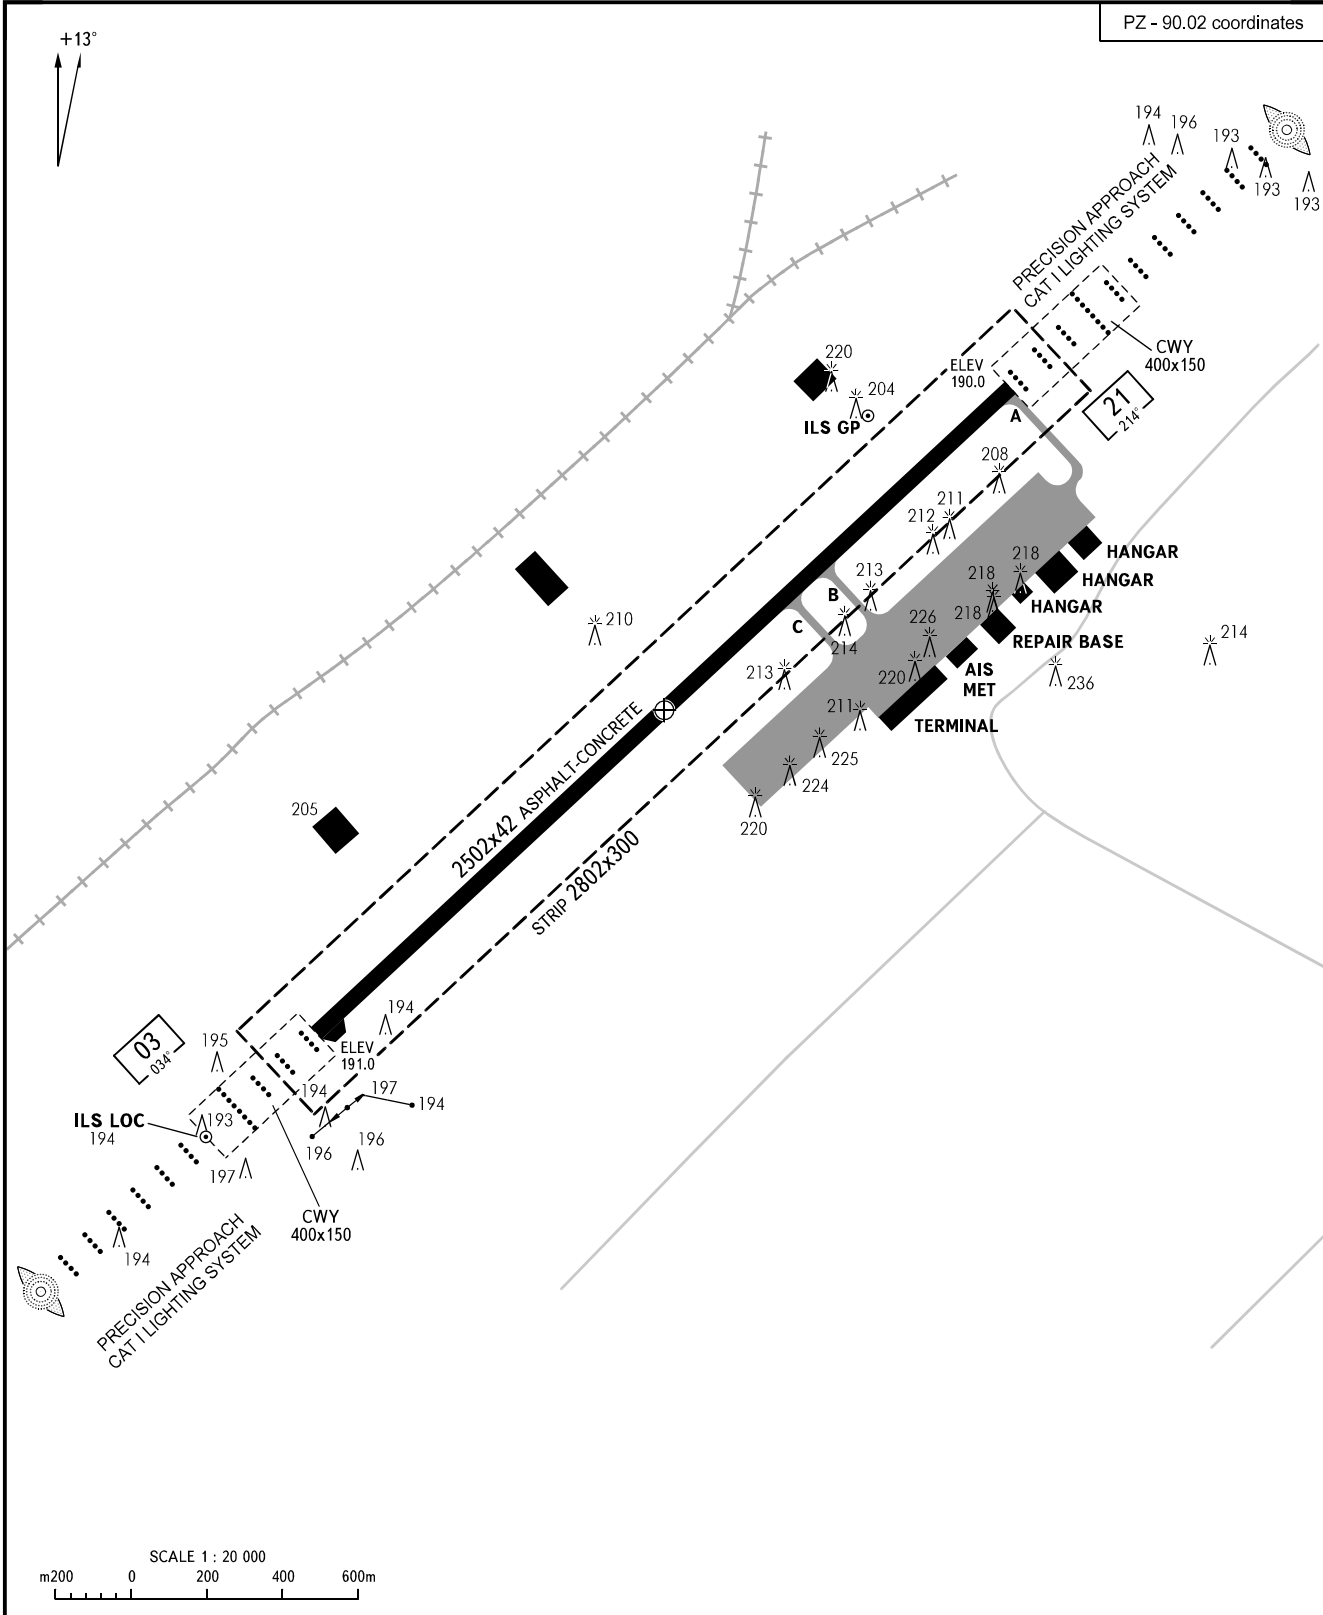 PZ - 90.02 coordinates
+13°
194
196
193
193
193
PRECISION APPROACH
CAT I LIGHTING SYSTEM
CWY
400x150
220
204
ILS GP
ELEV
190.0
A
21
214°
208
211
212
213
B
C
214
213
210
218
218
218
226
220
HANGAR
HANGAR
HANGAR
REPAIR BASE
AIS
MET
TERMINAL
236
214
211
225
224
220
205
2502x42 ASPHALT-CONCRETE
STRIP 2802x300
03
034°
195
194
ELEV
191.0
194
197
194
196
196
ILS LOC
194
193
197
CWY
400x150
194
PRECISION APPROACH
CAT I LIGHTING SYSTEM
SCALE 1 : 20 000
m200 0 200 400 600m